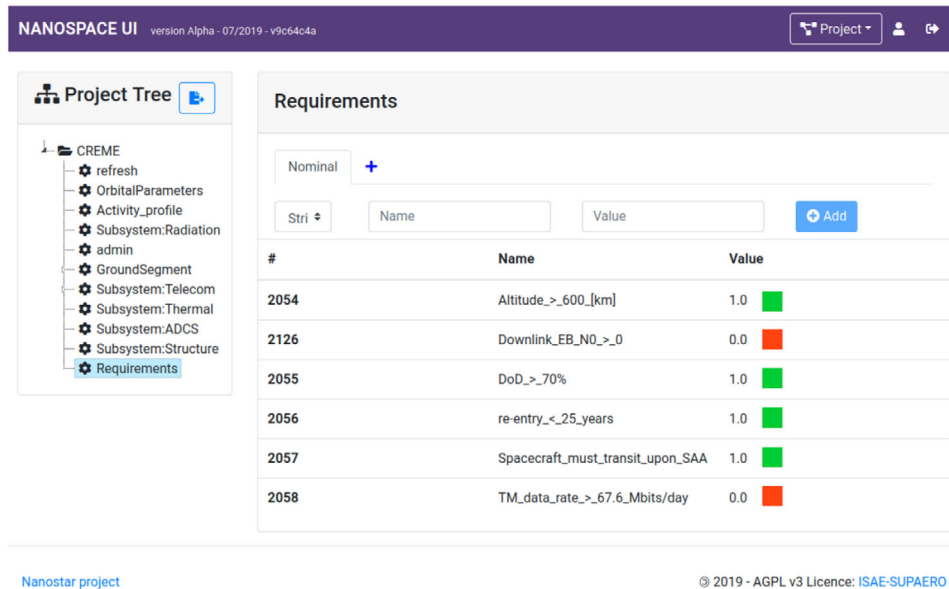 NANOSPACE UI version Alpha - 07/2019 - v9c64c4a Project
Project Tree
CREME
refresh
OrbitalParameters
Activity_profile
Subsystem:Radiation
admin
GroundSegment
Subsystem:Telecom
Subsystem:Thermal
Subsystem:ADCS
Subsystem:Structure
Requirements
Requirements
Nominal +
Stri Name Value Add
# Name Value
2054 Altitude_>_600_[km] 1.0
2126 Downlink_EB_N0_>_0 0.0
2055 DoD_>_70% 1.0
2056 re-entry_<_25_years 1.0
2057 Spacecraft_must_transit_upon_SAA 1.0
2058 TM_data_rate_>_67.6_Mbits/day 0.0
Nanostar project 🄯 2019 - AGPL v3 Licence: ISAE-SUPAERO